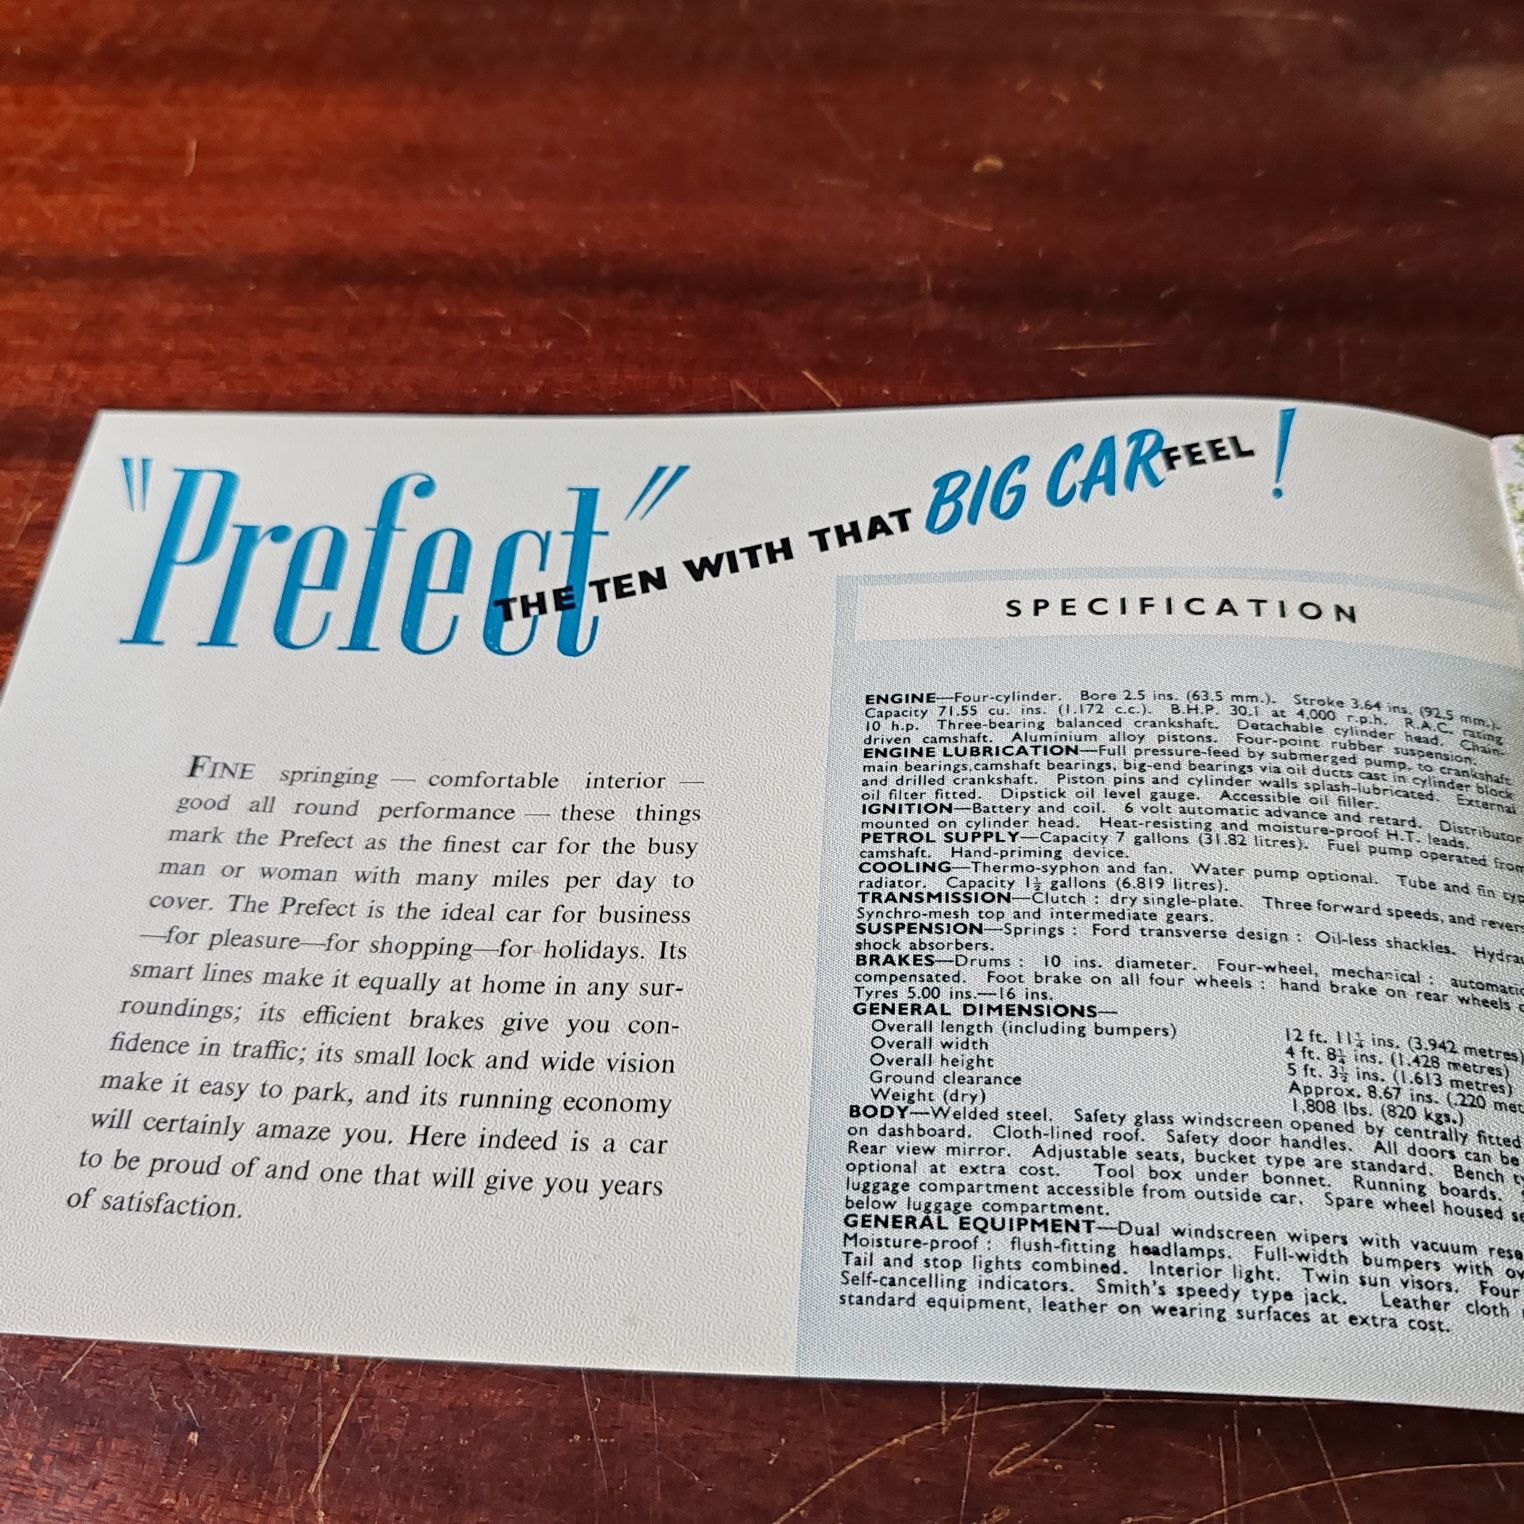 "Prefect"
THE TEN WITH THAT BIG CAR FEEL!
FINE springing — comfortable interior —
good all round performance — these things
mark the Prefect as the finest car for the busy
man or woman with many miles per day to
cover. The Prefect is the ideal car for business
—for pleasure—for shopping—for holidays. Its
smart lines make it equally at home in any sur-
roundings; its efficient brakes give you con-
fidence in traffic; its small lock and wide vision
make it easy to park, and its running economy
will certainly amaze you. Here indeed is a car
to be proud of and one that will give you years
of satisfaction.
SPECIFICATION
ENGINE—Four-cylinder. Bore 2.5 ins. (63.5 mm.). Stroke 3.64 ins. (92.5 mm.).
Capacity 71.55 cu. ins. (1,172 c.c.). B.H.P. 30.1 at 4,000 r.p.h. R.A.C. rating
10 h.p. Three-bearing balanced crankshaft. Detachable cylinder head. Chain-
driven camshaft. Aluminium alloy pistons. Four-point rubber suspension.
ENGINE LUBRICATION—Full pressure-feed by submerged pump, to crankshaft
main bearings, camshaft bearings, big-end bearings via oil ducts cast in cylinder block
and drilled crankshaft. Piston pins and cylinder walls splash-lubricated. External
oil filter fitted. Dipstick oil level gauge. Accessible oil filler.
IGNITION—Battery and coil. 6 volt automatic advance and retard. Distributor
mounted on cylinder head. Heat-resisting and moisture-proof H.T. leads.
PETROL SUPPLY—Capacity 7 gallons (31.82 litres). Fuel pump operated from
camshaft. Hand-priming device.
COOLING—Thermo-syphon and fan. Water pump optional. Tube and fin typ
radiator. Capacity 1½ gallons (6.819 litres).
TRANSMISSION—Clutch : dry single-plate. Three forward speeds, and revers
Synchro-mesh top and intermediate gears.
SUSPENSION—Springs : Ford transverse design : Oil-less shackles. Hydrau
shock absorbers.
BRAKES—Drums : 10 ins. diameter. Four-wheel, mechanical : automatic
compensated. Foot brake on all four wheels : hand brake on rear wheels o
Tyres 5.00 ins.—16 ins.
GENERAL DIMENSIONS—
Overall length (including bumpers) 12 ft. 11¼ ins. (3.942 metres)
Overall width 4 ft. 8¼ ins. (1.428 metres)
Overall height 5 ft. 3½ ins. (1.613 metres)
Ground clearance Approx. 8.67 ins. (.220 met
Weight (dry) 1,808 lbs. (820 kgs.)
BODY—Welded steel. Safety glass windscreen opened by centrally fitted
on dashboard. Cloth-lined roof. Safety door handles. All doors can be
Rear view mirror. Adjustable seats, bucket type are standard. Bench ty
optional at extra cost. Tool box under bonnet. Running boards.
luggage compartment accessible from outside car. Spare wheel housed se
below luggage compartment.
GENERAL EQUIPMENT—Dual windscreen wipers with vacuum rese
Moisture-proof : flush-fitting headlamps. Full-width bumpers with ov
Tail and stop lights combined. Interior light. Twin sun visors. Four
Self-cancelling indicators. Smith's speedy type jack. Leather cloth
standard equipment, leather on wearing surfaces at extra cost.